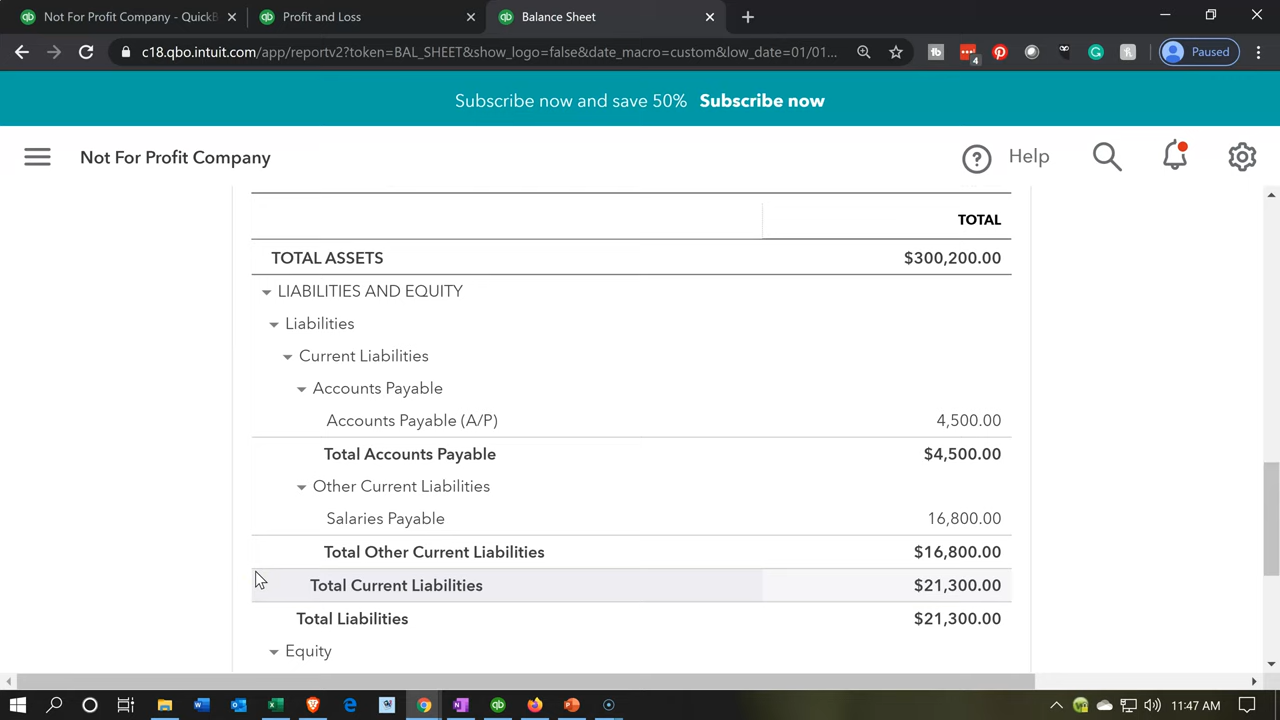 Not For Profit Company - QuickB
Profit and Loss
Balance Sheet
c18.qbo.intuit.com/app/reportv2?token=BAL_SHEET&show_logo=false&date_macro=custom&low_date=01/01...
4
Paused
Subscribe now and save 50% Subscribe now
Not For Profit Company
Help
TOTAL
TOTAL ASSETS $300,200.00
LIABILITIES AND EQUITY
Liabilities
Current Liabilities
Accounts Payable
Accounts Payable (A/P) 4,500.00
Total Accounts Payable $4,500.00
Other Current Liabilities
Salaries Payable 16,800.00
Total Other Current Liabilities $16,800.00
Total Current Liabilities $21,300.00
Total Liabilities $21,300.00
Equity
11:47 AM